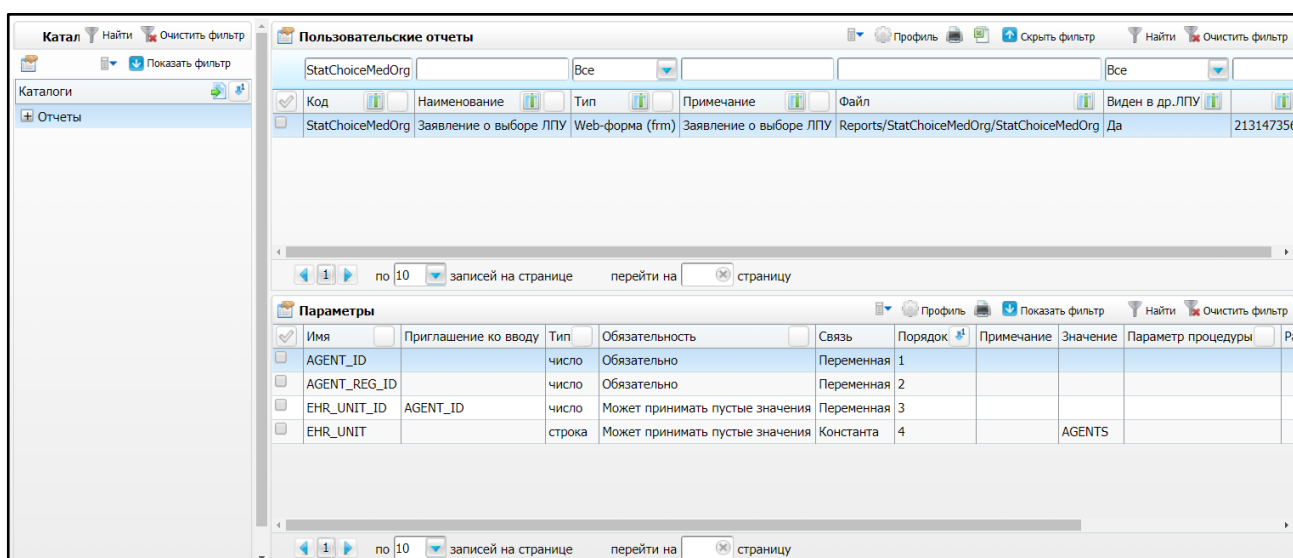 Катал Найти Очистить фильтр
Показать фильтр
Каталоги
Отчеты
Пользовательские отчеты Профиль Скрыть фильтр Найти Очистить фильтр
StatChoiceMedOrg Все Все
Код Наименование Тип Примечание Файл Виден в др.ЛПУ
StatChoiceMedOrg Заявление о выборе ЛПУ Web-форма (frm) Заявление о выборе ЛПУ Reports/StatChoiceMedOrg/StatChoiceMedOrg Да 213147356
1 по 10 записей на странице перейти на страницу
Параметры Профиль Показать фильтр Найти Очистить фильтр
Имя Приглашение ко вводу Тип Обязательность Связь Порядок Примечание Значение Параметр процедуры Ра
AGENT_ID число Обязательно Переменная 1
AGENT_REG_ID число Обязательно Переменная 2
EHR_UNIT_ID AGENT_ID число Может принимать пустые значения Переменная 3
EHR_UNIT строка Может принимать пустые значения Константа 4 AGENTS
1 по 10 записей на странице перейти на страницу